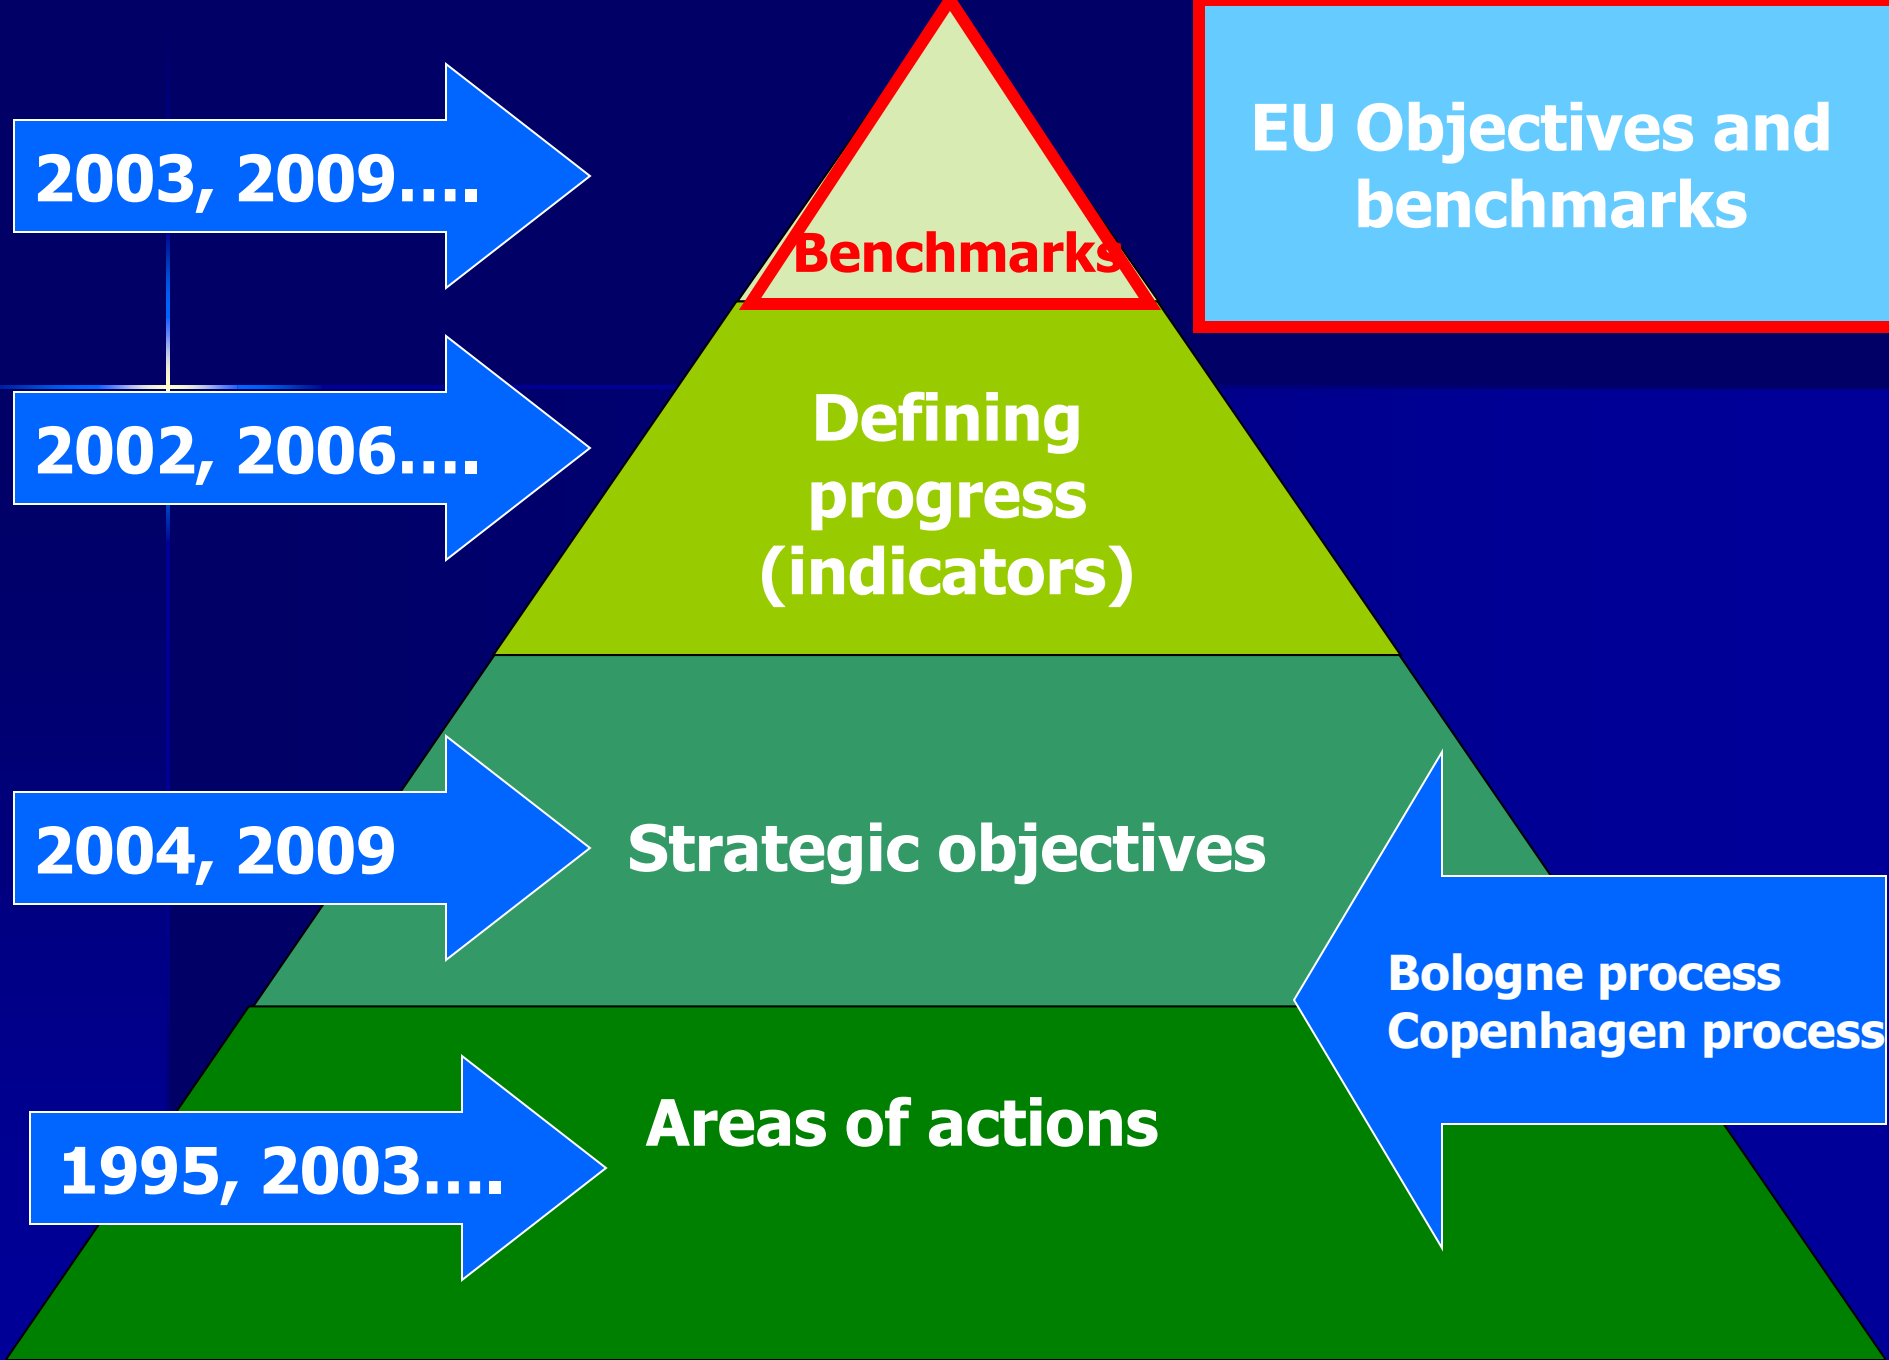 EU Objectives and
benchmarks
2003, 2009....
Benchmarks
2002, 2006....
Defining
progress
(indicators)
2004, 2009
Strategic objectives
Bologne process
Copenhagen process
Areas of actions
1995, 2003....